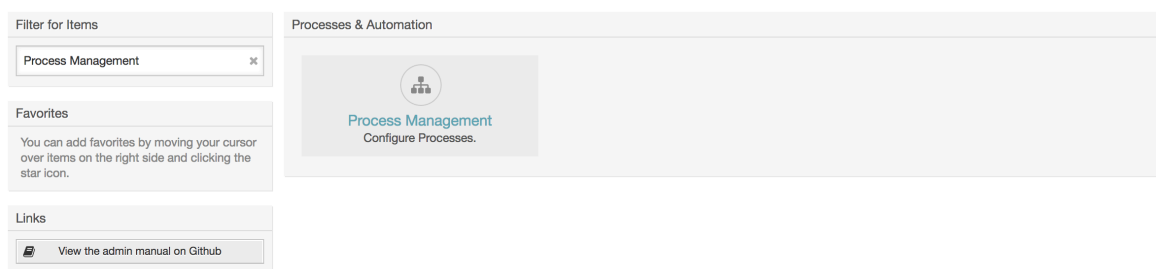 Filter for Items
Process Management
Favorites
You can add favorites by moving your cursor
over items on the right side and clicking the
star icon.
Links
View the admin manual on Github
Processes & Automation
Process Management
Configure Processes.